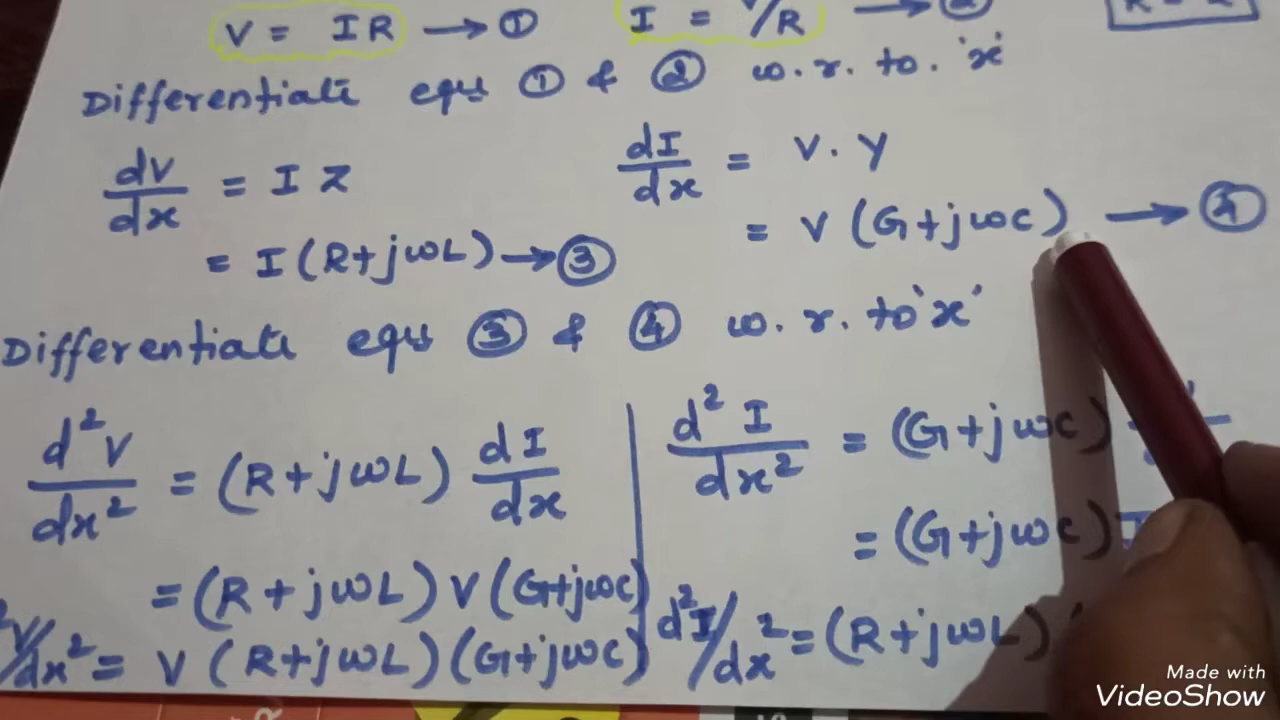 V = IR → ① I = V/R → ②
Differentiate eqs ① & ② w.r.to. 'x'
dV/dx = I Z dI/dx = V . Y
= I (R+jωL) → ③ = V (G+jωC) → ④
Differentiate eqs ③ & ④ w.r.to 'x'
d²V/dx² = (R+jωL) dI/dx d²I/dx² = (G+jωC)
= (R+jωL) V (G+jωC) = (G+jωC) I
²V/dx² = V (R+jωL) (G+jωC) d²I/dx² = (R+jωL)
Made with
VideoShow